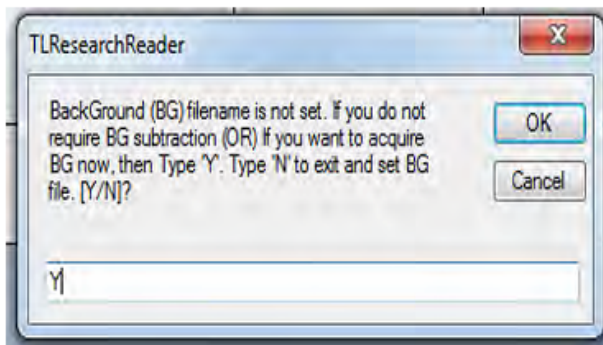 TLResearchReader
BackGround (BG) filename is not set. If you do not
require BG subtraction (OR) If you want to acquire
BG now, then Type 'Y'. Type 'N' to exit and set BG
file. [Y/N]?
OK
Cancel
Y